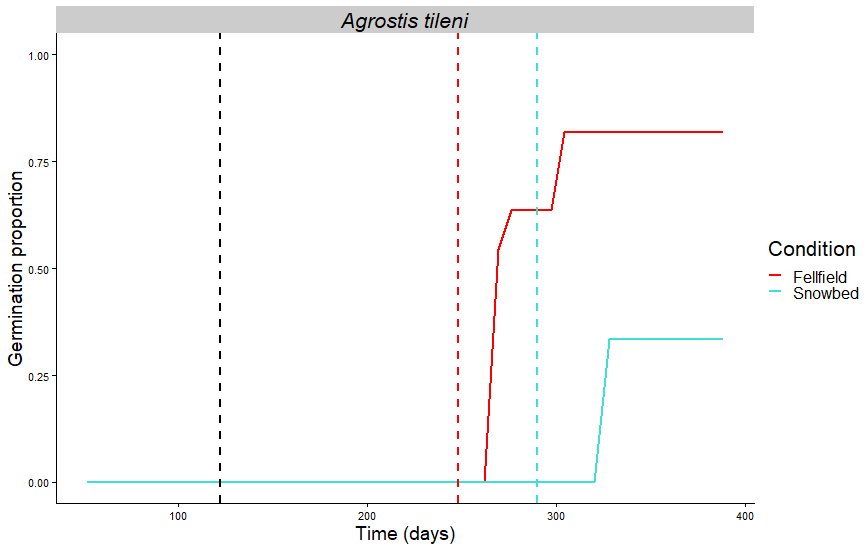 Agrostis tileni
1.00
0.75
0.50
0.25
0.00
Germination proportion
100
200
300
400
Time (days)
Condition
Fellfield
Snowbed